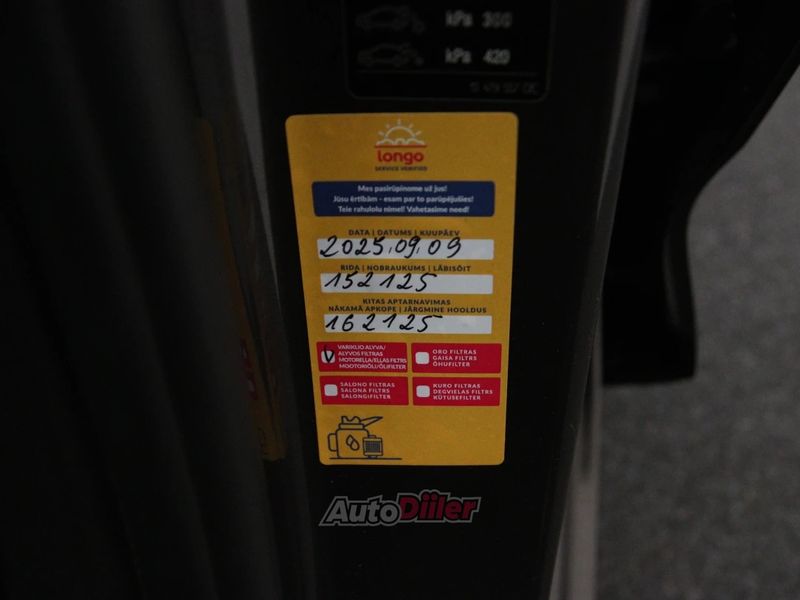 kPa 300
kPa 420
longo
SERVICE VERIFIED
Mes pasirūpinome už jus!
Jūsu ērtībām - esam par to parūpējušies!
Teie rahulolu nimel! Vahetasime need!
DATA | DATUMS | KUUPÄEV
2025.09.09
RIDA | NOBRAUKUMS | LÄBISÕIT
152125
KITAS APTARNAVIMAS
NĀKAMĀ APKOPE | JÄRGMINE HOOLDUS
162125
VARIKLIO ALYVA/
ALYVOS FILTRAS
MOTOREĻĻA/EĻĻAS FILTRS
MOOTORIÕLI/ÕLIFILTER
ORO FILTRAS
GAISA FILTRS
ÕHUFILTER
SALONO FILTRAS
SALONA FILTRS
SALONGIFILTER
KURO FILTRAS
DEGVIELAS FILTRS
KÜTUSEFILTER
AutoDiiler